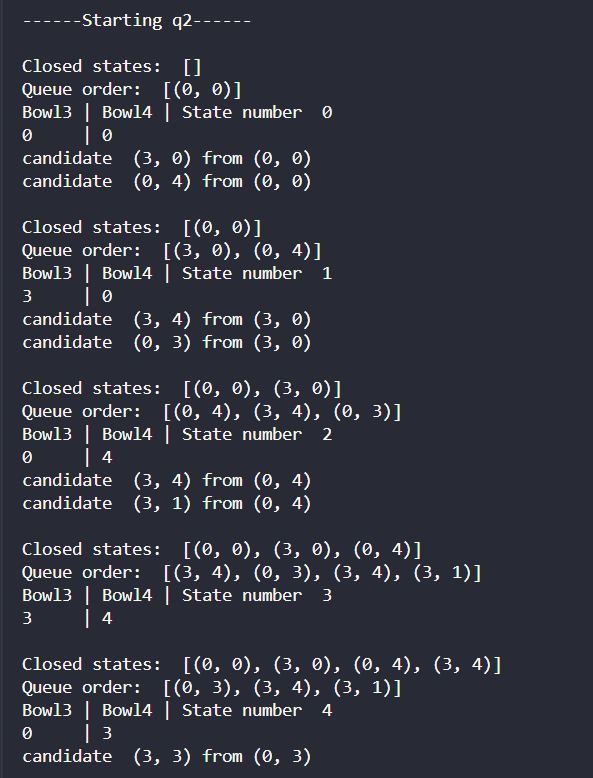 ------Starting q2------
Closed states:  []
Queue order:  [(0, 0)]
Bowl3 | Bowl4 | State number  0
0     | 0
candidate  (3, 0) from (0, 0)
candidate  (0, 4) from (0, 0)
Closed states:  [(0, 0)]
Queue order:  [(3, 0), (0, 4)]
Bowl3 | Bowl4 | State number  1
3     | 0
candidate  (3, 4) from (3, 0)
candidate  (0, 3) from (3, 0)
Closed states:  [(0, 0), (3, 0)]
Queue order:  [(0, 4), (3, 4), (0, 3)]
Bowl3 | Bowl4 | State number  2
0     | 4
candidate  (3, 4) from (0, 4)
candidate  (3, 1) from (0, 4)
Closed states:  [(0, 0), (3, 0), (0, 4)]
Queue order:  [(3, 4), (0, 3), (3, 4), (3, 1)]
Bowl3 | Bowl4 | State number  3
3     | 4
Closed states:  [(0, 0), (3, 0), (0, 4), (3, 4)]
Queue order:  [(0, 3), (3, 4), (3, 1)]
Bowl3 | Bowl4 | State number  4
0     | 3
candidate  (3, 3) from (0, 3)